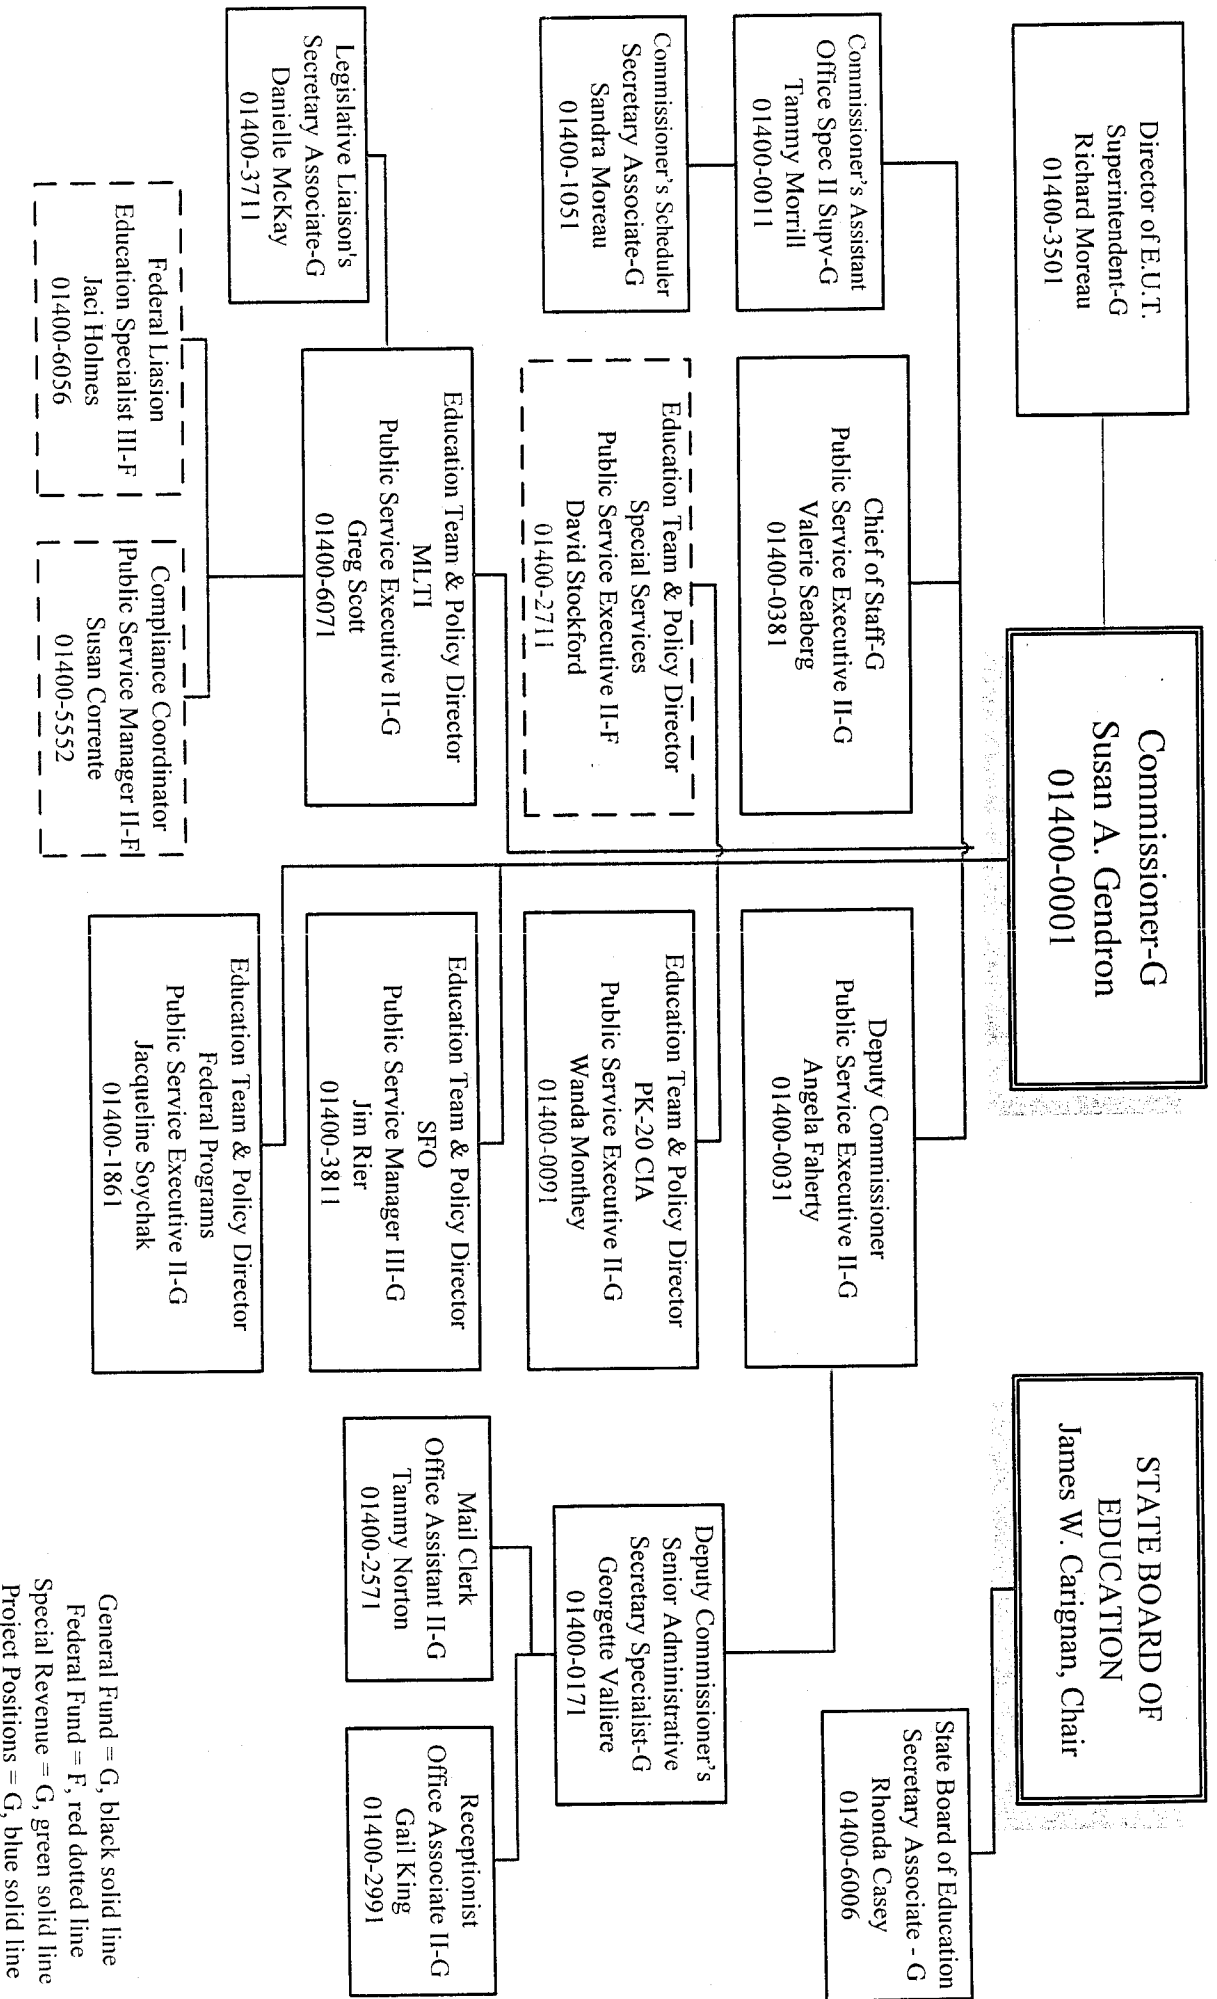 Commissioner-G
Susan A. Gendron
01400-0001
STATE BOARD OF
EDUCATION
James W. Carignan, Chair
Director of E.U.T.
Superintendent-G
Richard Moreau
01400-3501
State Board of Education
Secretary Associate - G
Rhonda Casey
01400-6006
Commissioner's Assistant
Office Spec II Supv-G
Tammy Morrill
01400-0011
Chief of Staff-G
Public Service Executive II-G
Valerie Seaberg
01400-0381
Deputy Commissioner
Public Service Executive II-G
Angela Faherty
01400-0031
Commissioner's Scheduler
Secretary Associate-G
Sandra Moreau
01400-1051
Education Team & Policy Director
Special Services
Public Service Executive II-F
David Stockford
01400-2711
Education Team & Policy Director
PK-20 CIA
Public Service Executive II-G
Wanda Monthey
01400-0091
Deputy Commissioner's
Senior Administrative
Secretary Specialist-G
Georgette Valliere
01400-0171
Legislative Liaison's
Secretary Associate-G
Danielle McKay
01400-3711
Education Team & Policy Director
MLTI
Public Service Executive II-G
Greg Scott
01400-6071
Education Team & Policy Director
SFO
Public Service Manager III-G
Jim Rier
01400-3811
Mail Clerk
Office Assistant II-G
Tammy Norton
01400-2571
Receptionist
Office Associate II-G
Gail King
01400-2991
Federal Liasion
Education Specialist III-F
Jaci Holmes
01400-6056
Compliance Coordinator
Public Service Manager II-F
Susan Corrente
01400-5552
Education Team & Policy Director
Federal Programs
Public Service Executive II-G
Jacqueline Soychak
01400-1861
General Fund = G, black solid line
Federal Fund = F, red dotted line
Special Revenue = G, green solid line
Project Positions = G, blue solid line